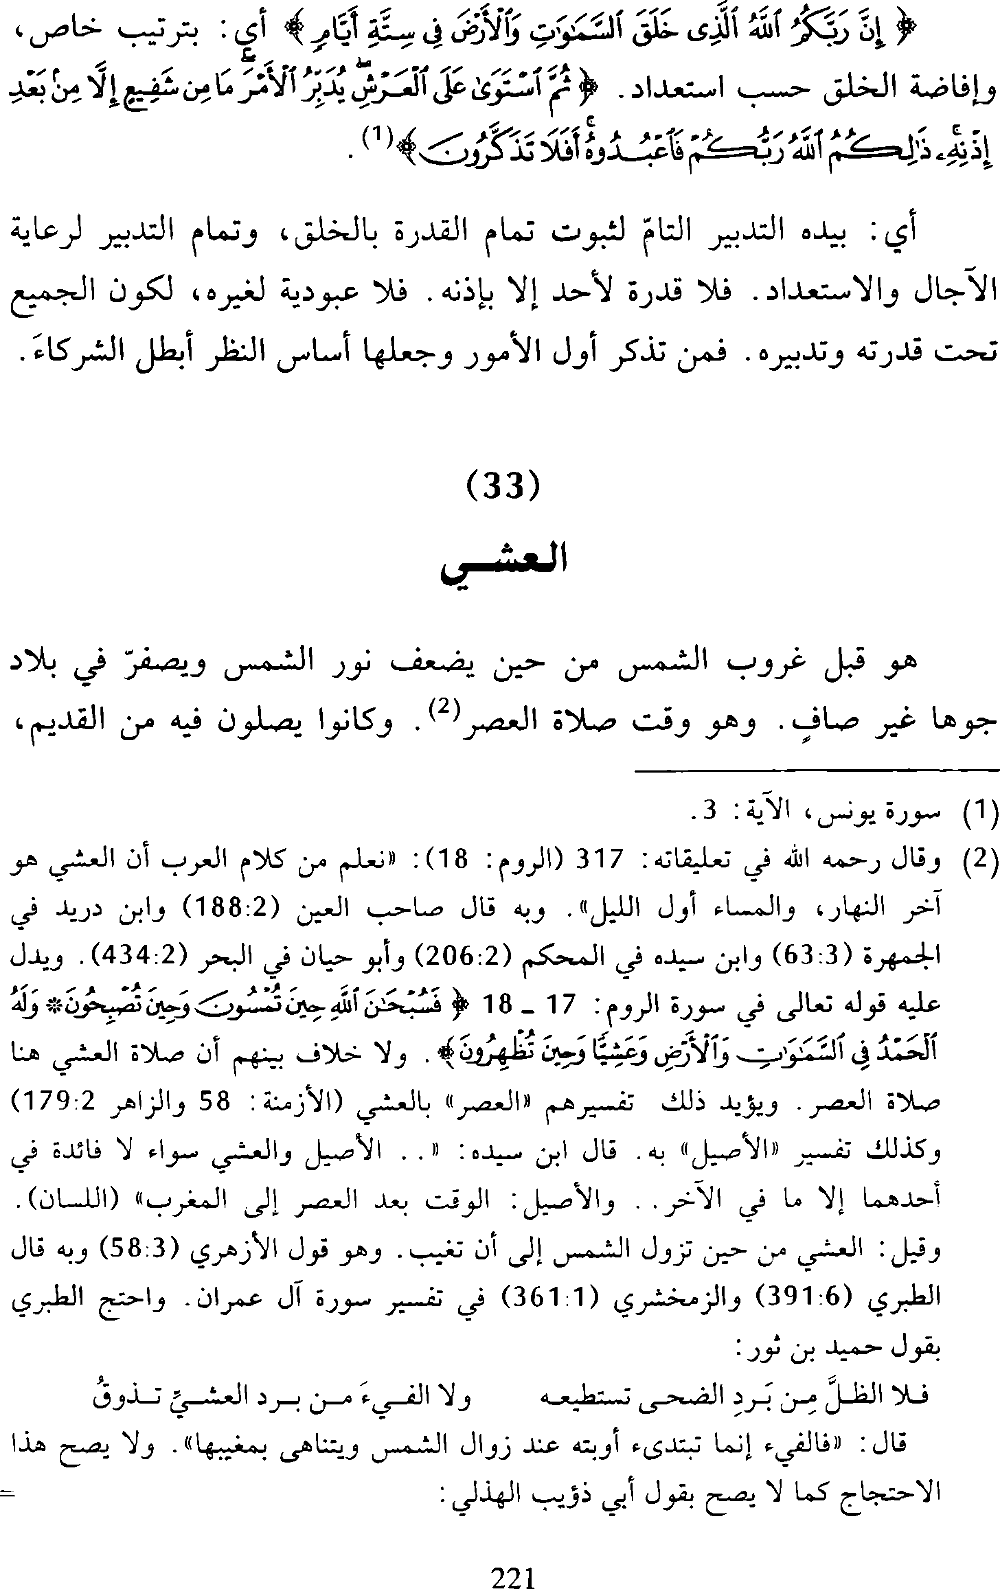 ﴿ إِنَّ رَبَّكُمُ ٱللَّهُ ٱلَّذِى خَلَقَ ٱلسَّمَٰوَٰتِ وَٱلْأَرْضَ فِى سِتَّةِ أَيَّامٍ ﴾ أي: بترتيب خاص،
وإفاضة الخلق حسب استعداد. ﴿ ثُمَّ ٱسْتَوَىٰ عَلَى ٱلْعَرْشِ يُدَبِّرُ ٱلْأَمْرَ مَا مِن شَفِيعٍ إِلَّا مِنۢ بَعْدِ
إِذْنِهِۦ ذَٰلِكُمُ ٱللَّهُ رَبُّكُمْ فَٱعْبُدُوهُ أَفَلَا تَذَكَّرُونَ ﴾(1).
أي: بيده التدبير التامّ لثبوت تمام القدرة بالخلق، وتمام التدبير لرعاية
الآجال والاستعداد. فلا قدرة لأحد إلا بإذنه. فلا عبودية لغيره، لكون الجميع
تحت قدرته وتدبيره. فمن تذكر أول الأمور وجعلها أساس النظر أبطل الشركاءَ.
(33)
العشـي
هو قبل غروب الشمس من حين يضعف نور الشمس ويصفرّ في بلاد
جوها غير صافٍ. وهو وقت صلاة العصر(2). وكانوا يصلون فيه من القديم،
(1) سورة يونس، الآية: 3.
(2) وقال رحمه الله في تعليقاته: 317 (الروم: 18): «نعلم من كلام العرب أن العشي هو
آخر النهار، والمساء أول الليل». وبه قال صاحب العين (188:2) وابن دريد في
الجمهرة (63:3) وابن سيده في المحكم (206:2) وأبو حيان في البحر (434:2). ويدل
عليه قوله تعالى في سورة الروم: 17 ـ 18 ﴿ فَسُبْحَٰنَ ٱللَّهِ حِينَ تُمْسُونَ وَحِينَ تُصْبِحُونَ* وَلَهُ
ٱلْحَمْدُ فِى ٱلسَّمَٰوَٰتِ وَٱلْأَرْضِ وَعَشِيًّا وَحِينَ تُظْهِرُونَ ﴾. ولا خلاف بينهم أن صلاة العشي هنا
صلاة العصر. ويؤيد ذلك تفسيرهم «العصر» بالعشي (الأزمنة: 58 والزاهر 179:2)
وكذلك تفسير «الأصيل» به. قال ابن سيده: «.. الأصيل والعشي سواء لا فائدة في
أحدهما إلا ما في الآخر.. والأصيل: الوقت بعد العصر إلى المغرب» (اللسان).
وقيل: العشي من حين تزول الشمس إلى أن تغيب. وهو قول الأزهري (58:3) وبه قال
الطبري (391:6) والزمخشري (361:1) في تفسير سورة آل عمران. واحتج الطبري
بقول حميد بن ثور:
فـلا الظـلَّ مِـن بَـردِ الضحـى تستطيعـه ولا الفـيءَ مـن بـرد العشـيِّ تـذوقُ
قال: «فالفيء إنما تبتدىء أوبته عند زوال الشمس ويتناهى بمغيبها». ولا يصح هذا
الاحتجاج كما لا يصح بقول أبي ذؤيب الهذلي: =
221